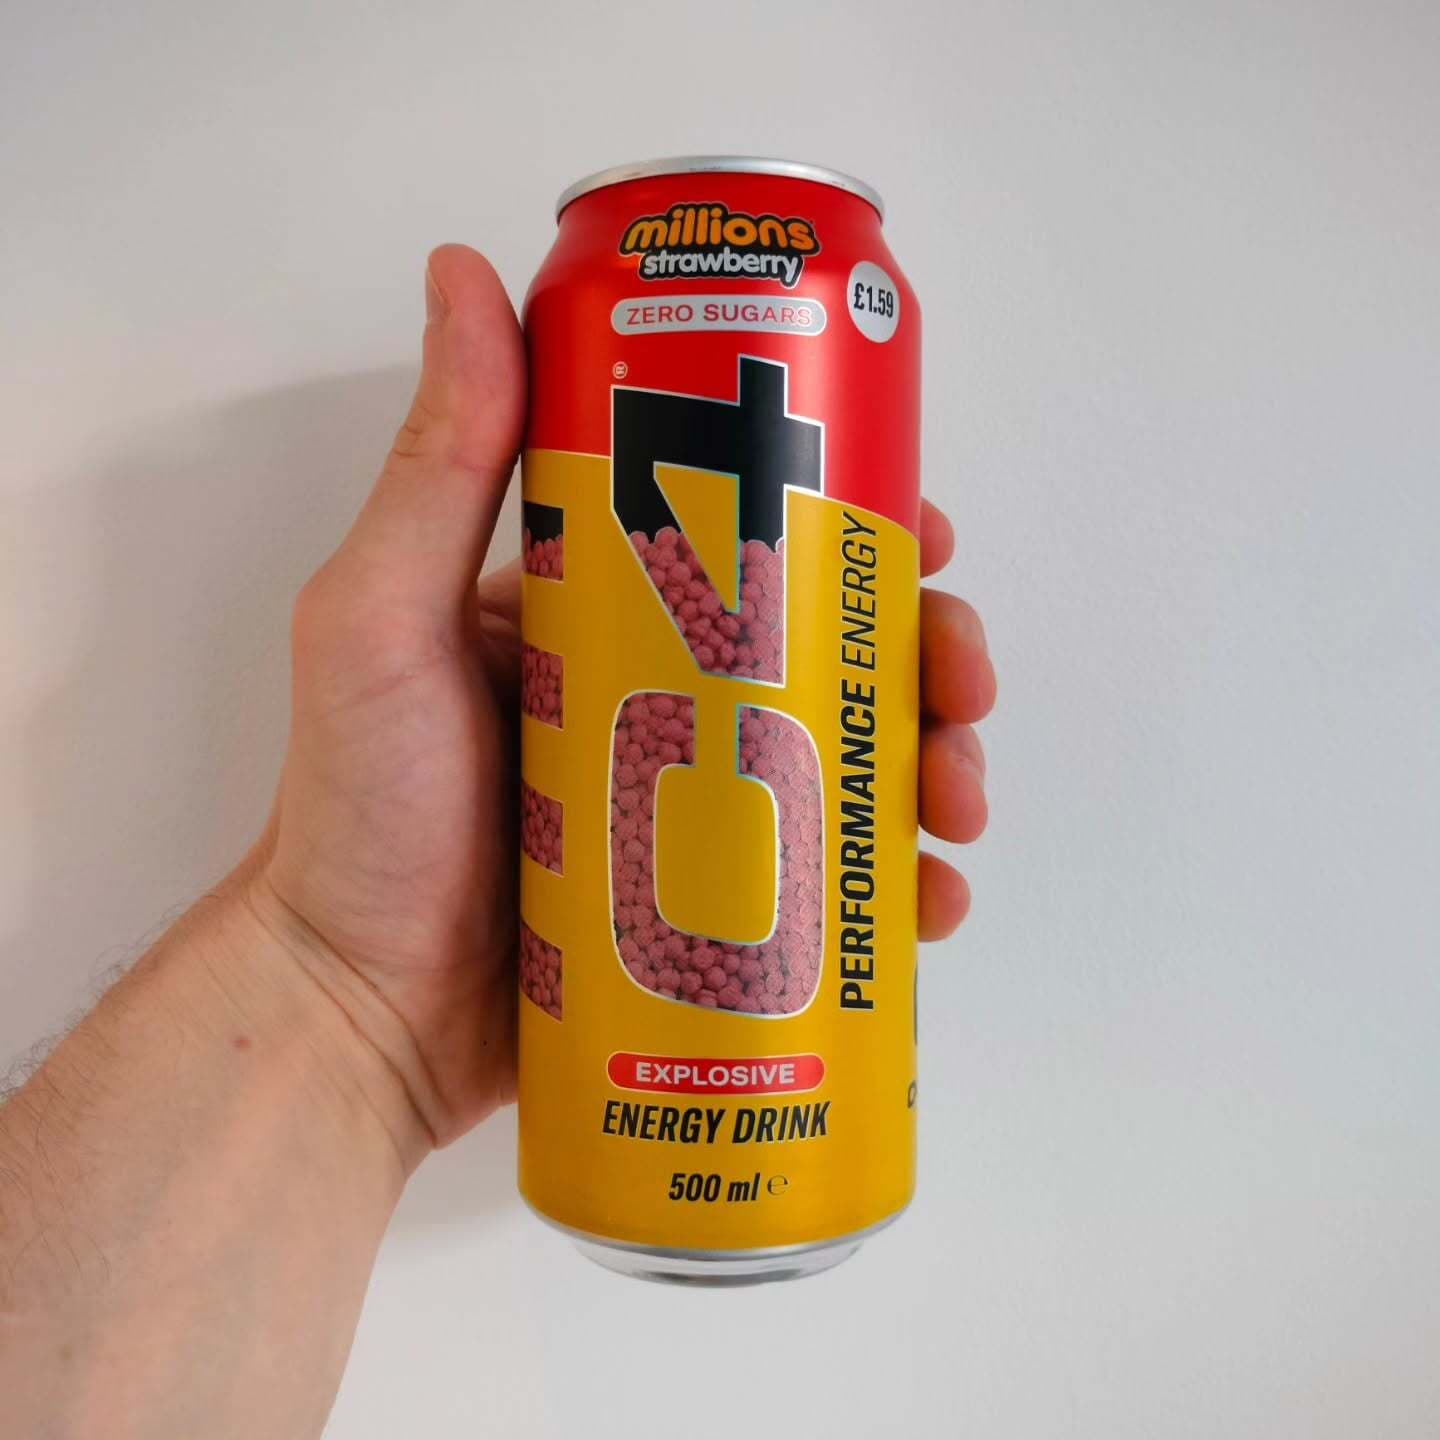 millions
strawberry
£1.59
ZERO SUGARS
C4®
PERFORMANCE ENERGY
EXPLOSIVE
ENERGY DRINK
500 ml ℮